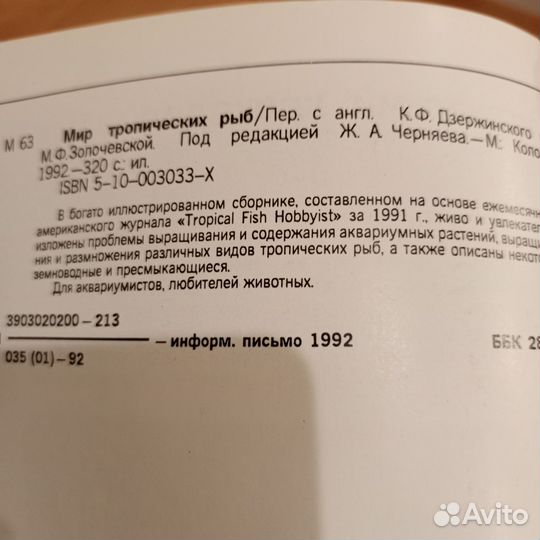 М 63 Мир тропических рыб/Пер. с англ. К.Ф. Дзержинского
М.Ф. Золочевской. Под редакцией Ж. А. Черняева.—М.: Коло
1992—320 с.: ил.
ISBN 5-10-003033-X
В богато иллюстрированном сборнике, составленном на основе ежемесячн
американского журнала «Tropical Fish Hobbyist» за 1991 г., живо и увлекател
изложены проблемы выращивания и содержания аквариумных растений, выращи
ния и размножения различных видов тропических рыб, а также описаны некото
земноводные и пресмыкающиеся.
Для аквариумистов, любителей животных.
3903020200—213
—информ. письмо 1992 ББК 28
035 (01)—92
Avito